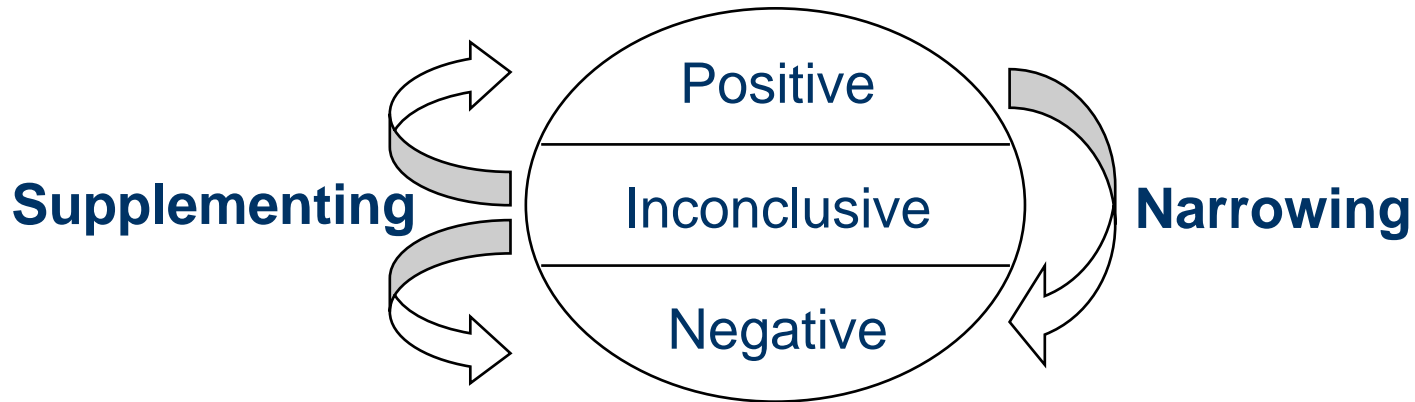 Positive
Supplementing
Inconclusive
Narrowing
Negative